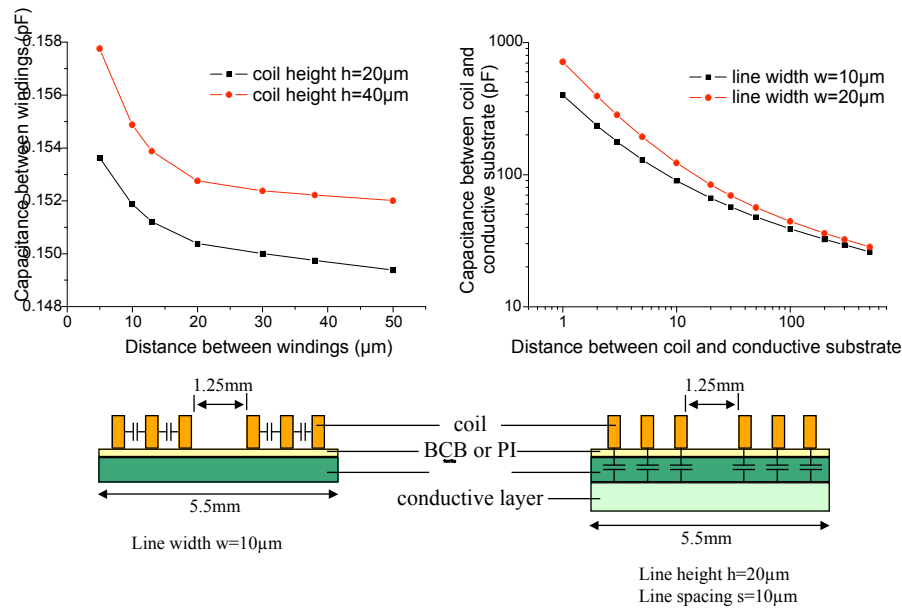 0.158
0.156
0.154
0.152
0.150
0.148
Capacitance between windings (pF)
coil height h=20µm
coil height h=40µm
0
10
20
30
40
50
Distance between windings (µm)
1000
100
10
Capacitance between coil and
conductive substrate (pF)
line width w=10µm
line width w=20µm
1
10
100
Distance between coil and conductive substrate
1.25mm
1.25mm
coil
BCB or PI
conductive layer
5.5mm
5.5mm
Line width w=10µm
Line height h=20µm
Line spacing s=10µm